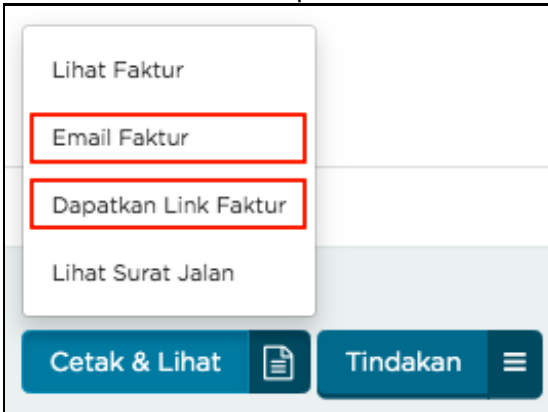 Lihat Faktur
Email Faktur
Dapatkan Link Faktur
Lihat Surat Jalan
Cetak & Lihat
Tindakan